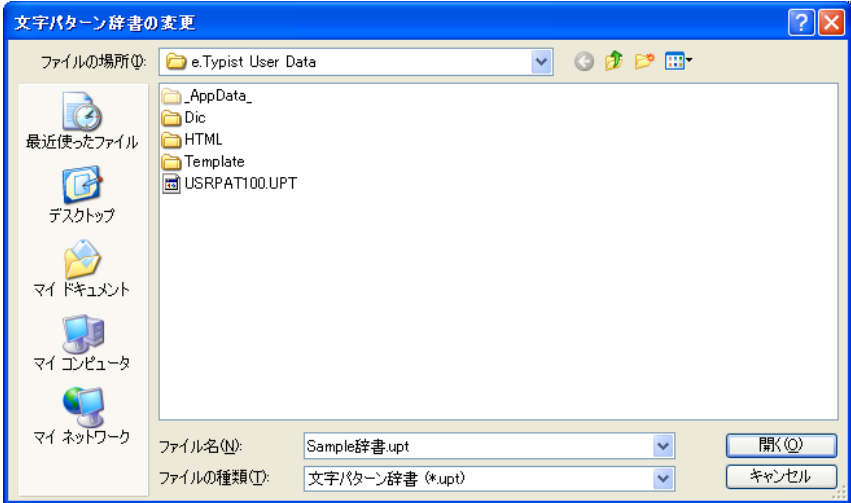 文字パターン辞書の変更
ファイルの場所(I):
e.Typist User Data
_AppData_
Dic
HTML
Template
USRPAT100.UPT
最近使ったファイル
デスクトップ
マイ ドキュメント
マイ コンピュータ
マイ ネットワーク
ファイル名(N):
Sample辞書.upt
開く(O)
ファイルの種類(T):
文字パターン辞書 (*.upt)
キャンセル